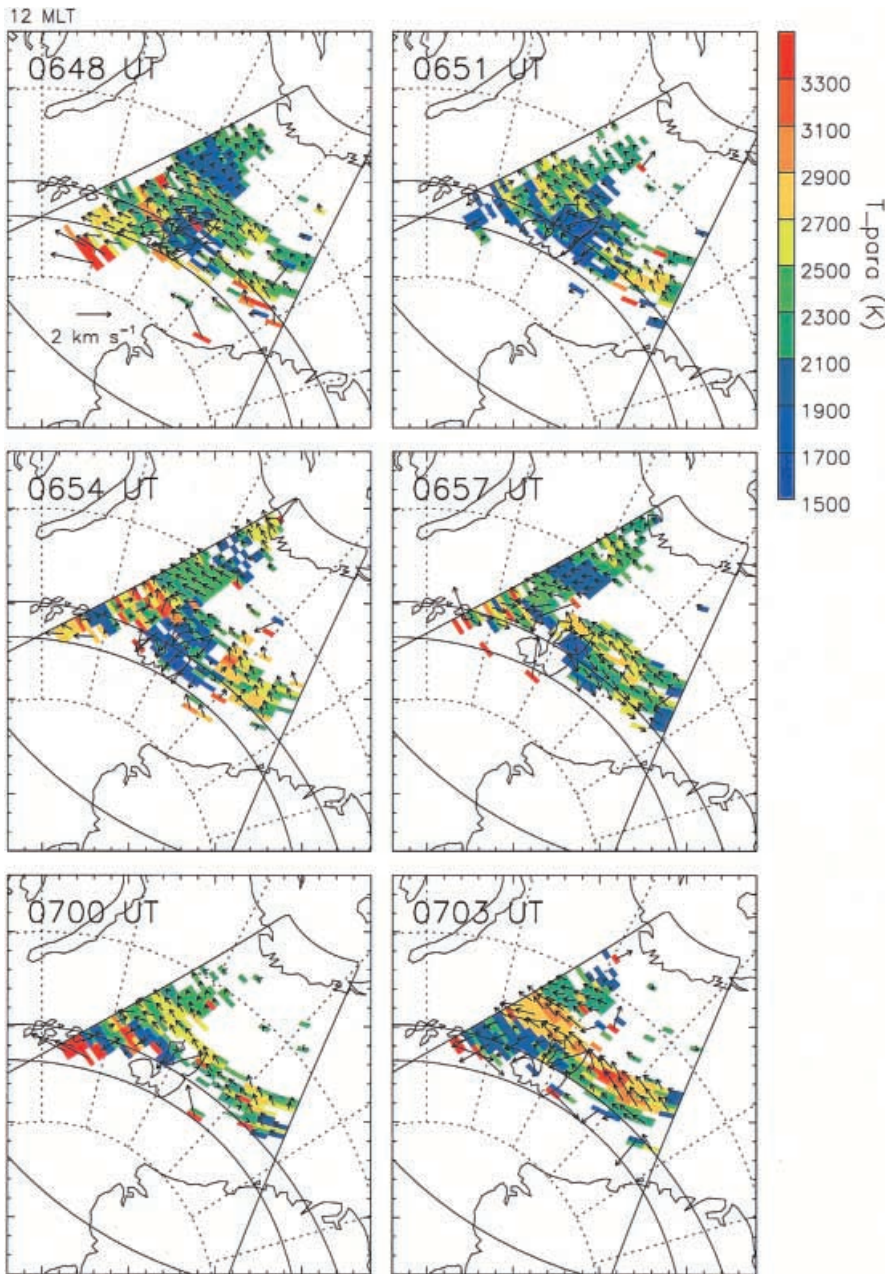 12 MLT
0648 UT
0651 UT
2 km s⁻¹
0654 UT
0657 UT
0700 UT
0703 UT
3300
3100
2900
2700
2500
2300
2100
1900
1700
1500
T_para (K)